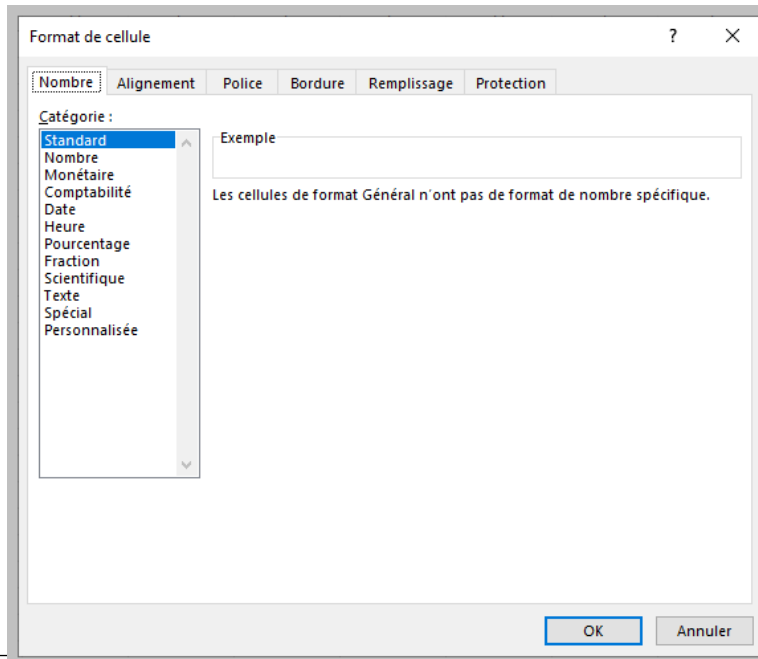 Format de cellule ? ×
Nombre Alignement Police Bordure Remplissage Protection
Catégorie :
Standard
Nombre
Monétaire
Comptabilité
Date
Heure
Pourcentage
Fraction
Scientifique
Texte
Spécial
Personnalisée
Exemple
Les cellules de format Général n'ont pas de format de nombre spécifique.
OK Annuler